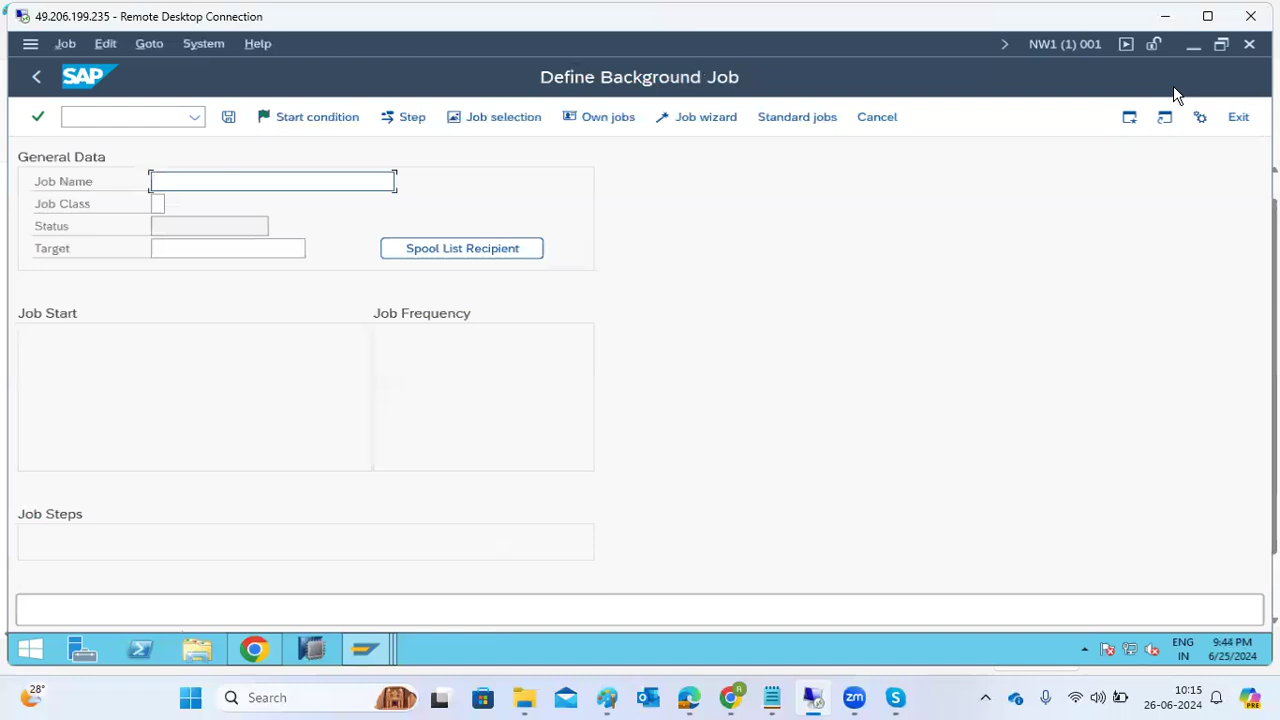 49.206.199.235 - Remote Desktop Connection
Job Edit Goto System Help
NW1 (1) 001
SAP
Define Background Job
Start condition Step Job selection Own jobs Job wizard Standard jobs Cancel Exit
General Data
Job Name
Job Class
Status
Target
Spool List Recipient
Job Start
Job Frequency
Job Steps
ENG 9:44 PM
IN 6/25/2024
28°
Search
R
zm
S
10:15
26-06-2024
PRE